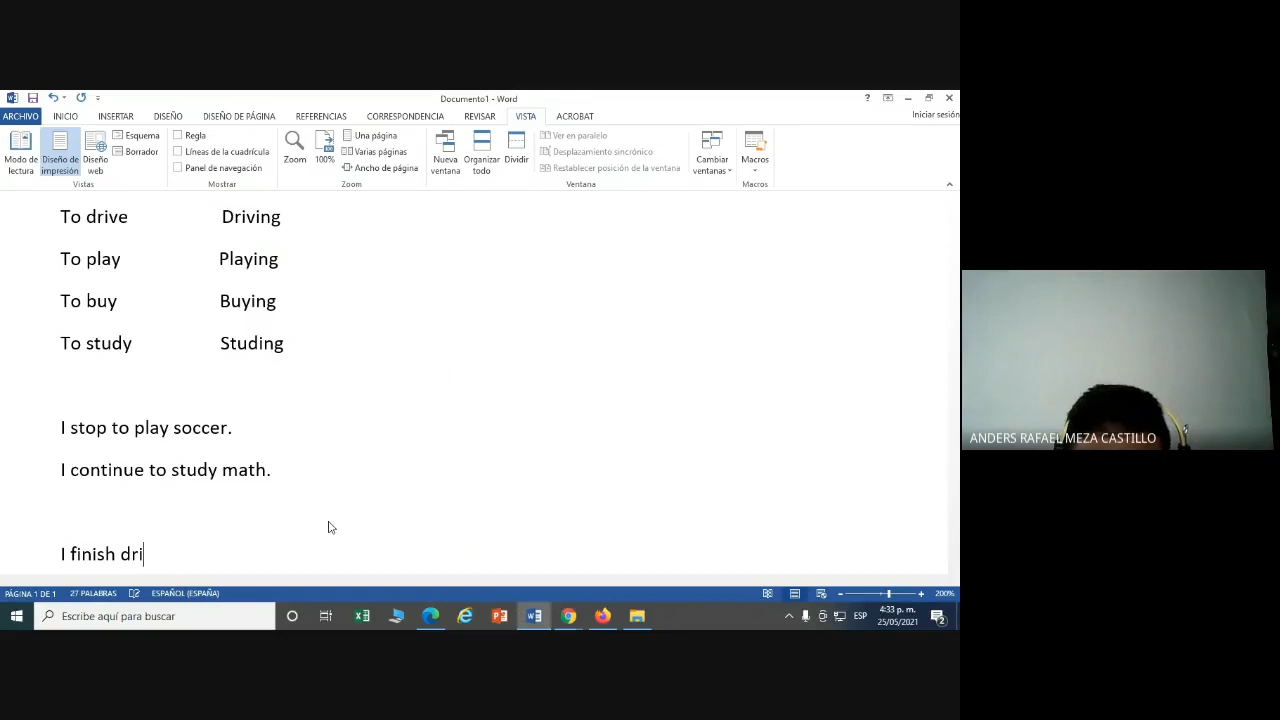 Documento1 - Word
?
ARCHIVO INICIO INSERTAR DISEÑO DISEÑO DE PÁGINA REFERENCIAS CORRESPONDENCIA REVISAR VISTA ACROBAT Iniciar sesión
Modo de lectura
Diseño de impresión
Diseño web
Esquema
Borrador
Vistas
Regla
Líneas de la cuadrícula
Panel de navegación
Mostrar
Zoom
100%
Una página
Varias páginas
Ancho de página
Zoom
Nueva ventana
Organizar todo
Dividir
Ver en paralelo
Desplazamiento sincrónico
Restablecer posición de la ventana
Ventana
Cambiar ventanas
Macros
Macros
To drive Driving
To play Playing
To buy Buying
To study Studing
I stop to play soccer.
I continue to study math.
I finish dri
ANDERS RAFAEL MEZA CASTILLO
PÁGINA 1 DE 1 27 PALABRAS ESPAÑOL (ESPAÑA) 200%
Escribe aquí para buscar
ESP
4:33 p. m.
25/05/2021
2